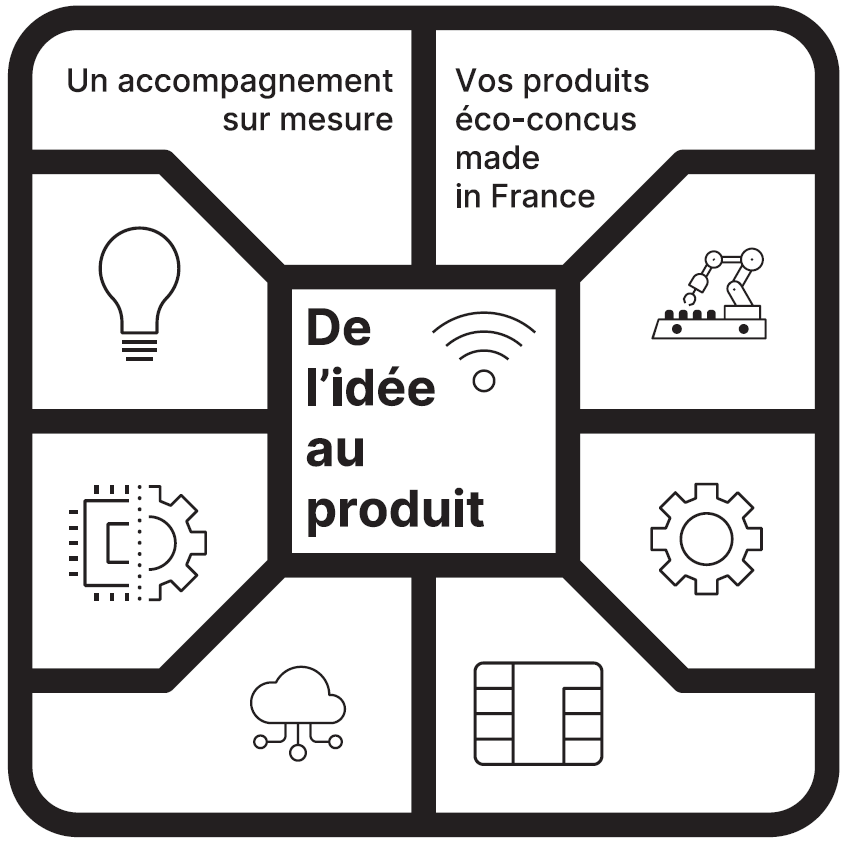 Un accompagnement
sur mesure
Vos produits
éco-concus
made
in France
De
l’idée
au
produit